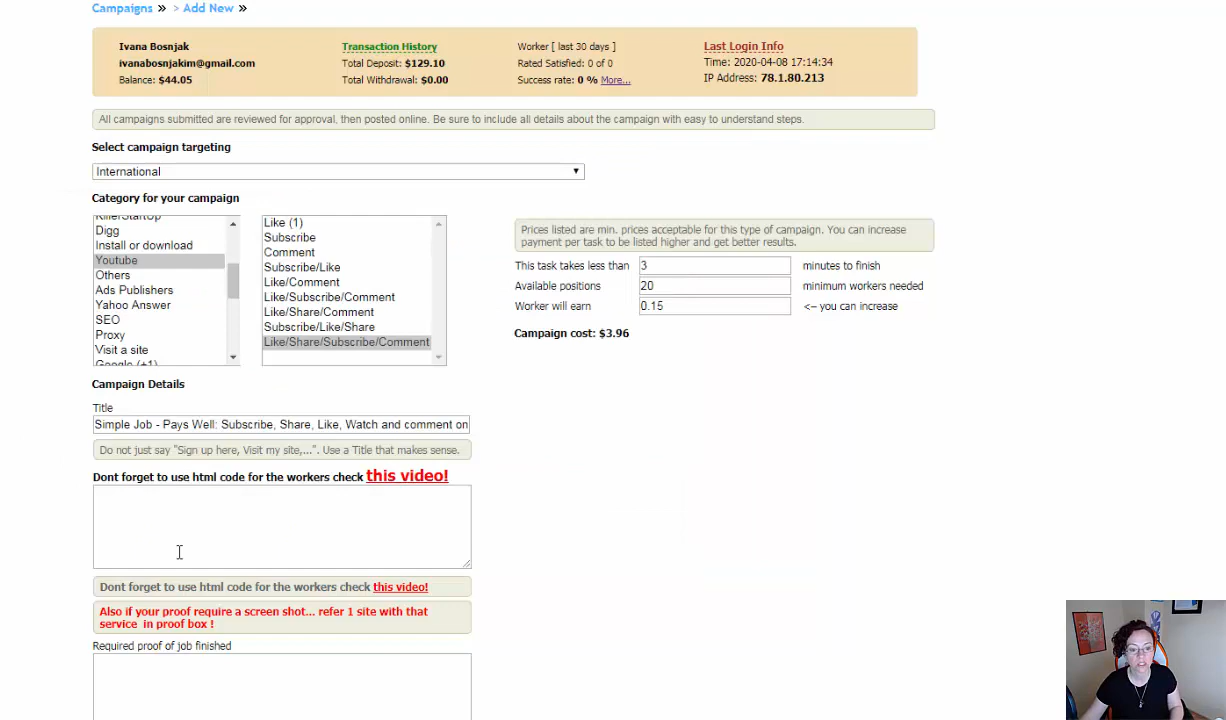 Campaigns » > Add New »
Ivana Bosnjak
ivanabosnjakim@gmail.com
Balance: $44.05
Transaction History
Total Deposit: $129.10
Total Withdrawal: $0.00
Worker [ last 30 days ]
Rated Satisfied: 0 of 0
Success rate: 0 % More...
Last Login Info
Time: 2020-04-08 17:14:34
IP Address: 78.1.80.213
All campaigns submitted are reviewed for approval, then posted online. Be sure to include all details about the campaign with easy to understand steps.
Select campaign targeting
International
Category for your campaign
KillerStartUp
Digg
Install or download
Youtube
Others
Ads Publishers
Yahoo Answer
SEO
Proxy
Visit a site
Google (+1)
Like (1)
Subscribe
Comment
Subscribe/Like
Like/Comment
Like/Subscribe/Comment
Like/Share/Comment
Subscribe/Like/Share
Like/Share/Subscribe/Comment
Prices listed are min. prices acceptable for this type of campaign. You can increase
payment per task to be listed higher and get better results.
This task takes less than 3 minutes to finish
Available positions 20 minimum workers needed
Worker will earn 0.15 <– you can increase
Campaign cost: $3.96
Campaign Details
Title
Simple Job - Pays Well: Subscribe, Share, Like, Watch and comment on
Do not just say "Sign up here, Visit my site,...". Use a Title that makes sense.
Dont forget to use html code for the workers check this video!
Dont forget to use html code for the workers check this video!
Also if your proof require a screen shot... refer 1 site with that
service in proof box !
Required proof of job finished